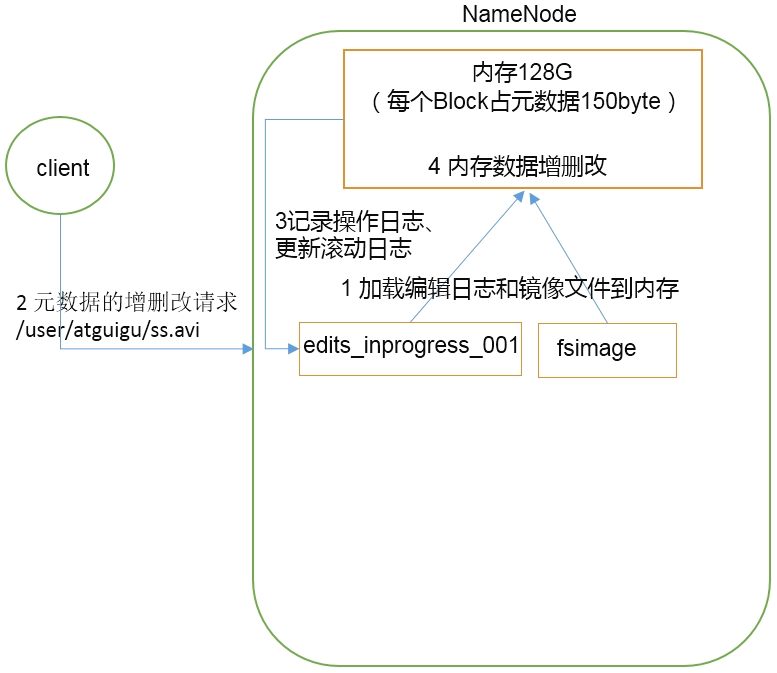 NameNode
内存128G
（每个Block占元数据150byte）
4 内存数据增删改
client
3记录操作日志、
更新滚动日志
1 加载编辑日志和镜像文件到内存
2 元数据的增删改请求
/user/atguigu/ss.avi
edits_inprogress_001
fsimage